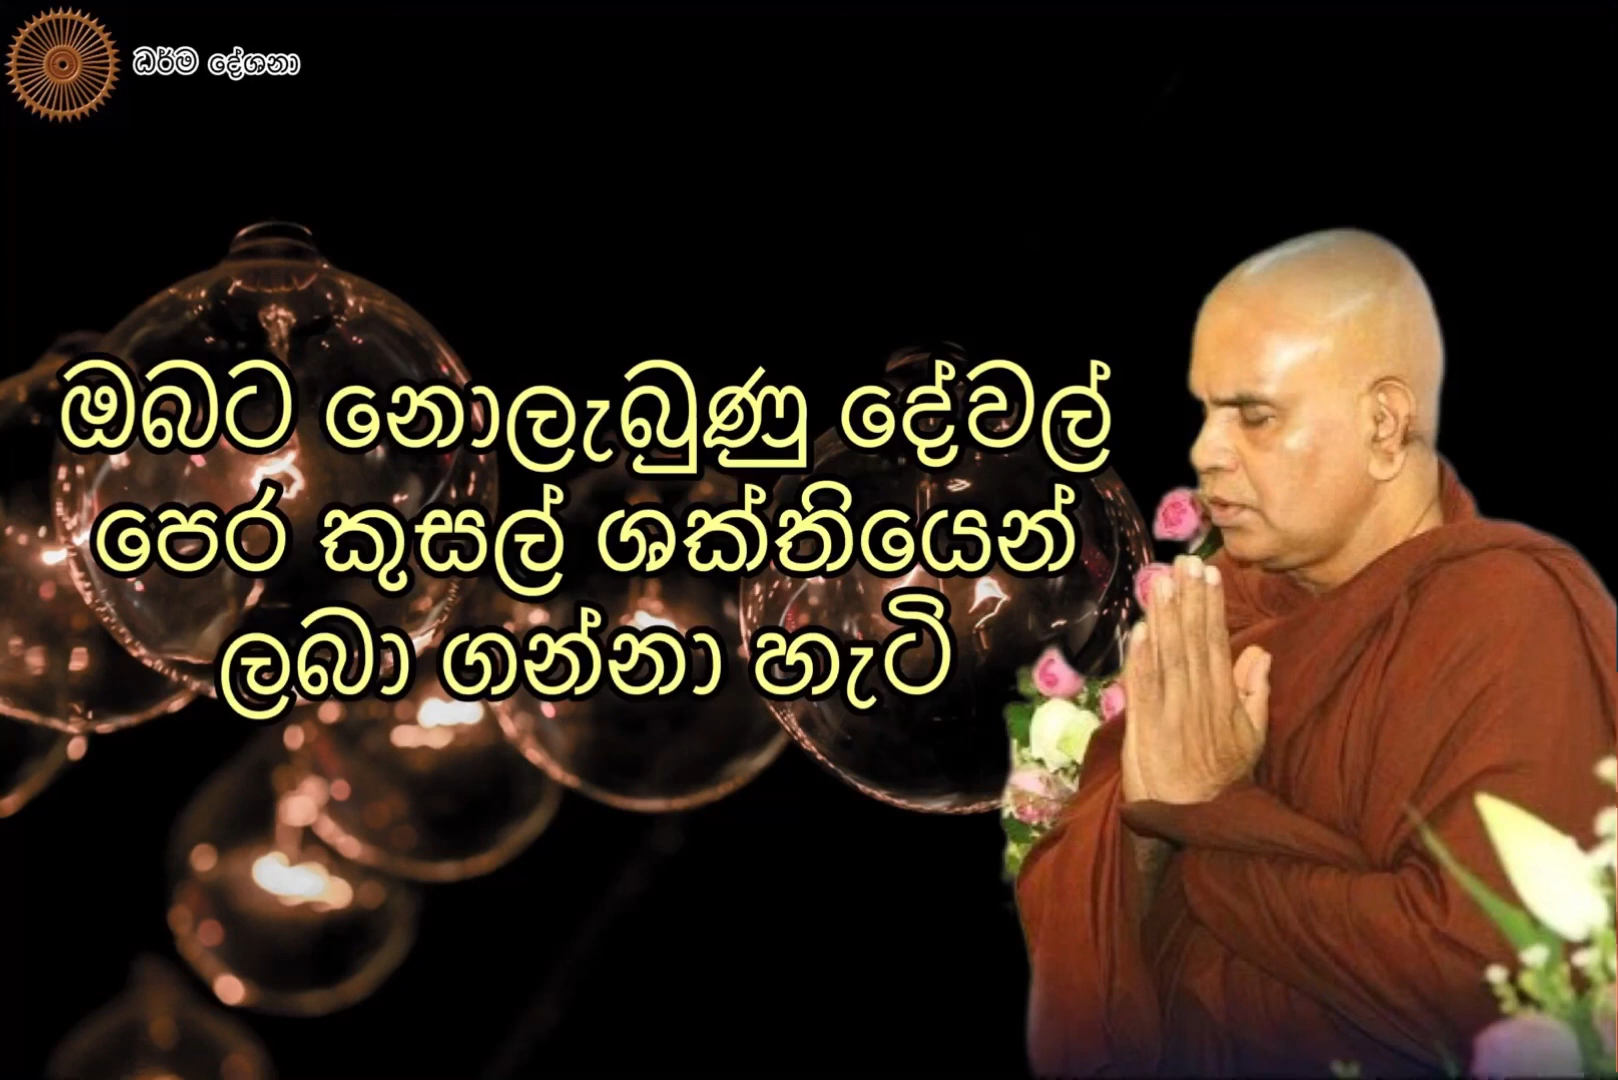 ධර්ම දේශනා
ඔබට නොලැබුණු දේවල්
පෙර කුසල් ශක්තියෙන්
ලබා ගන්නා හැටි